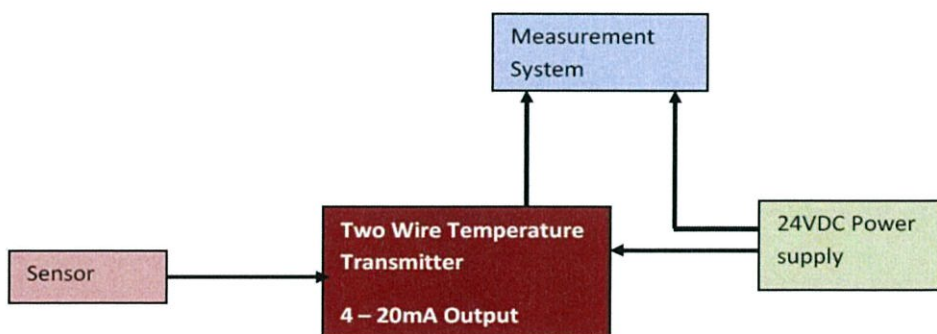 Measurement
System
Two Wire Temperature
Transmitter
4 – 20mA Output
24VDC Power
supply
Sensor